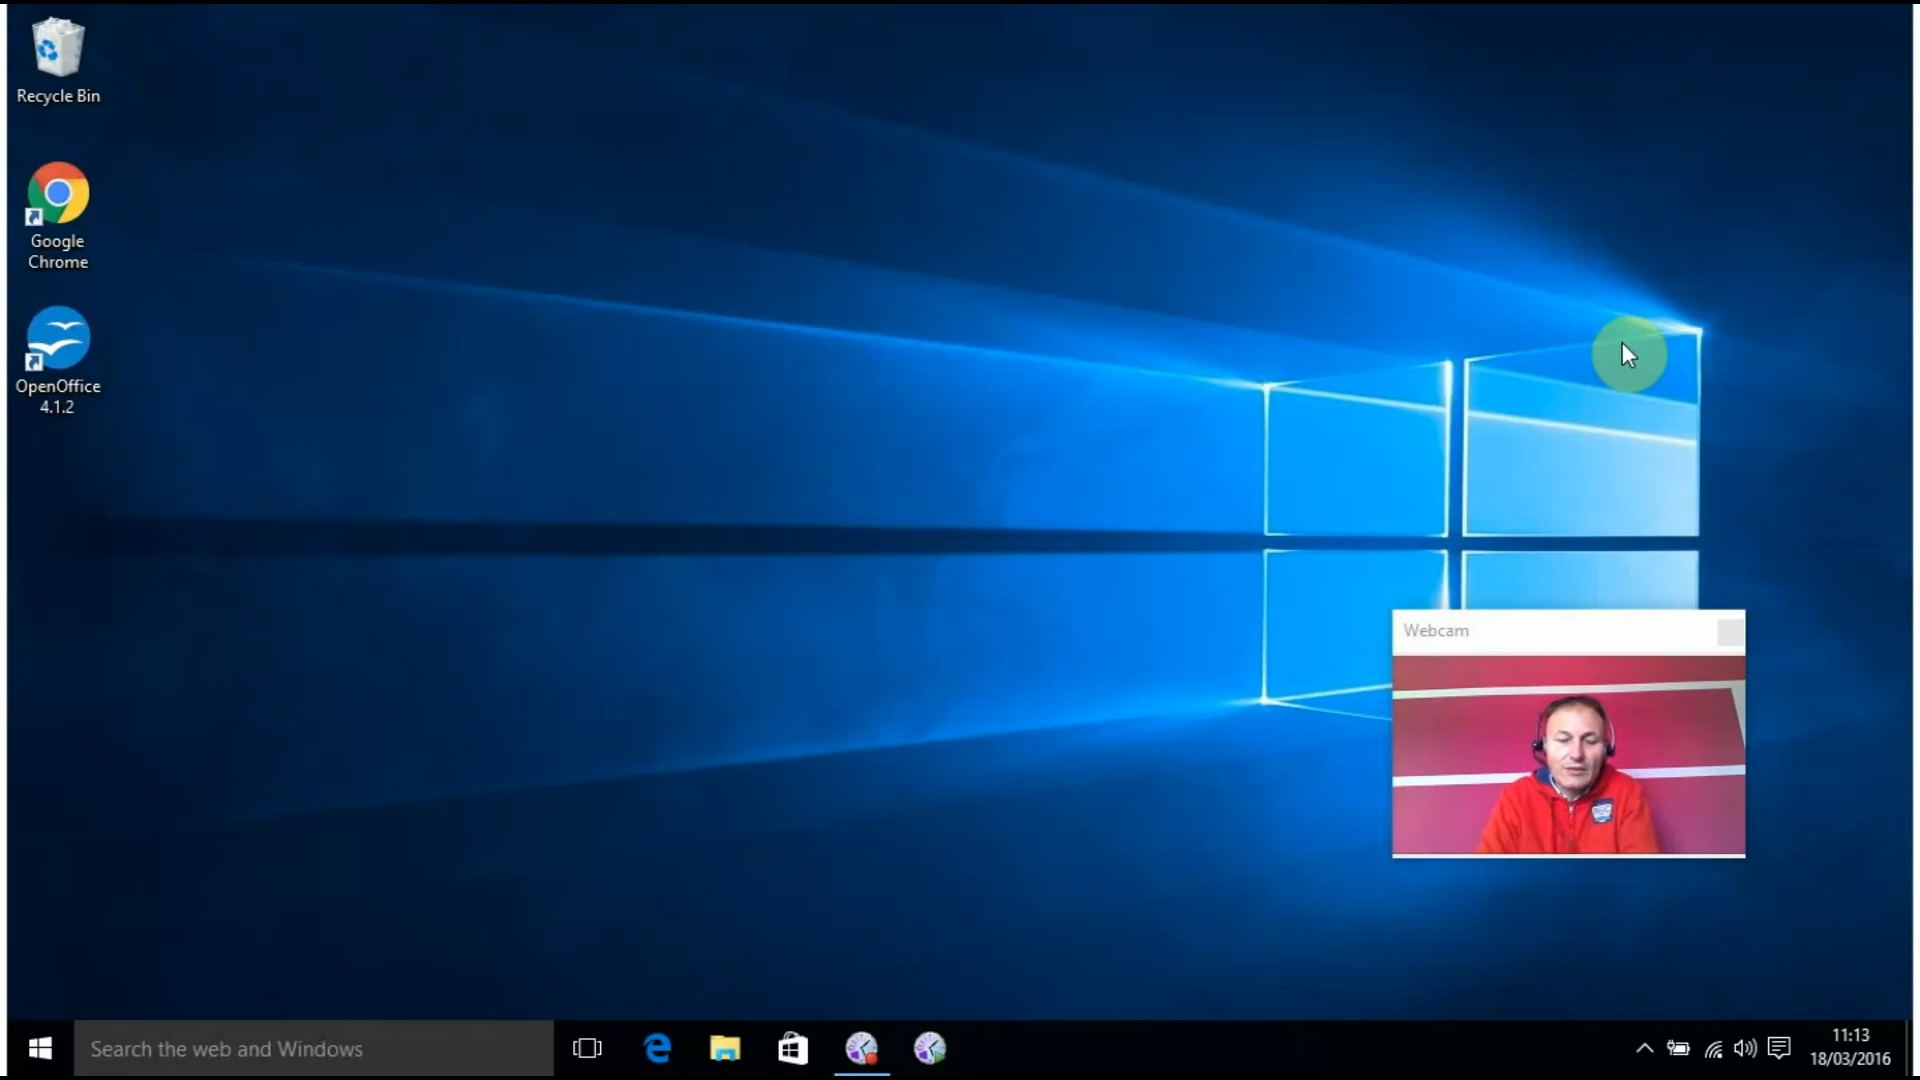 Recycle Bin
Google
Chrome
OpenOffice
4.1.2
Webcam
Search the web and Windows
11:13
18/03/2016